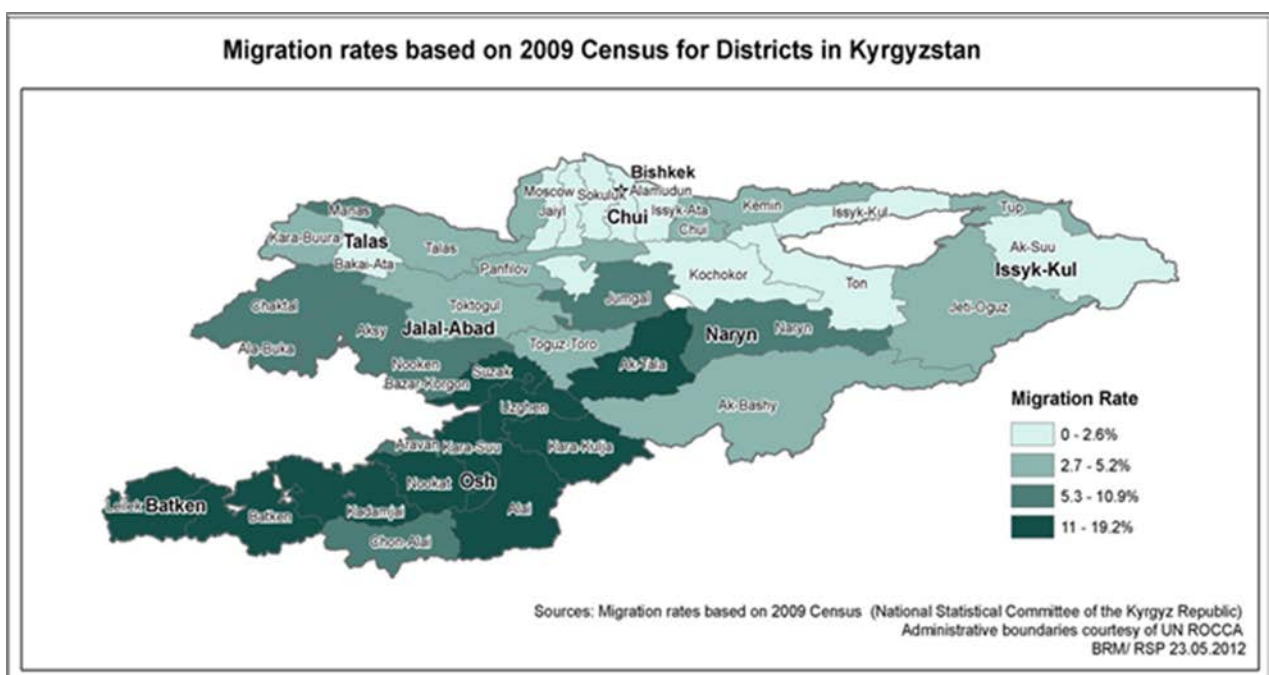 Migration rates based on 2009 Census for Districts in Kyrgyzstan
Bishkek
Moscow
Sokuluk
Alamudun
Jaiyl
Chui
Issyk-Ata
Kemin
Issyk-Kul
Tup
Chui
Manas
Kara-Buura
Talas
Talas
Bakai-Ata
Panfilov
Kochokor
Ton
Ak-Suu
Issyk-Kul
Jeti-Oguz
Chaktal
Toktogul
Jumgal
Aksy
Jalal-Abad
Naryn
Naryn
Ala-Buka
Toguz-Toro
Nooken
Ak-Tala
Suzak
Bazar-Korgon
Uzghen
Ak-Bashy
Aravan
Kara-Suu
Kara-Kulja
Nookat
Osh
Leilek
Batken
Batken
Kadamjai
Alai
Chon-Alai
Migration Rate
0 - 2.6%
2.7 - 5.2%
5.3 - 10.9%
11 - 19.2%
Sources: Migration rates based on 2009 Census (National Statistical Committee of the Kyrgyz Republic)
Administrative boundaries courtesy of UN ROCCA
BRM/ RSP 23.05.2012